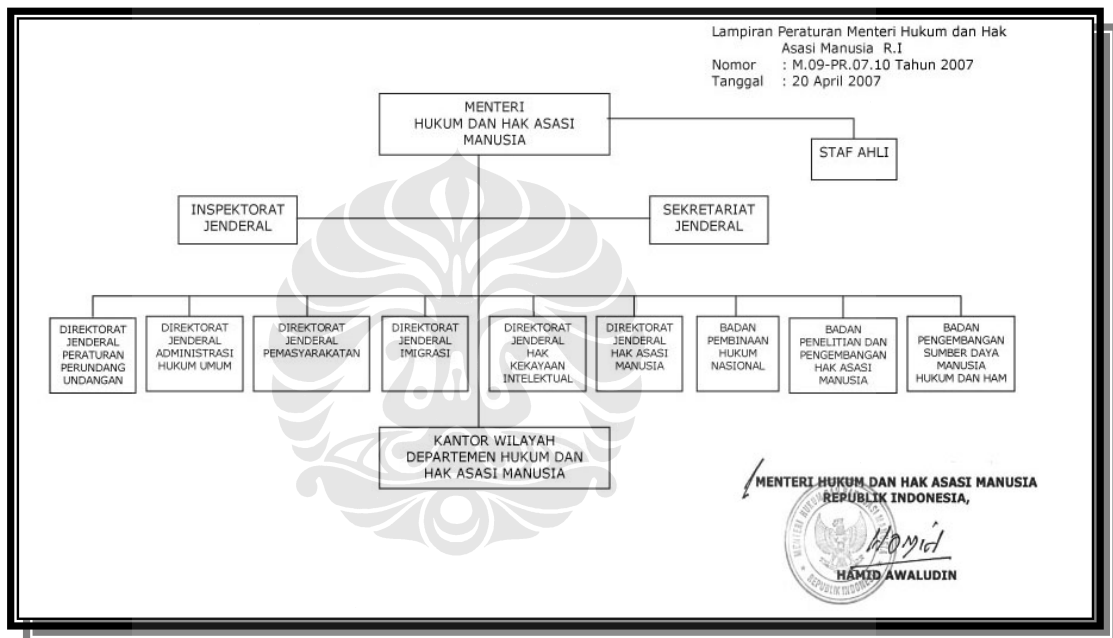 Lampiran Peraturan Menteri Hukum dan Hak
Asasi Manusia R.I
Nomor : M.09-PR.07.10 Tahun 2007
Tanggal : 20 April 2007
MENTERI
HUKUM DAN HAK ASASI
MANUSIA
STAF AHLI
INSPEKTORAT
JENDERAL
SEKRETARIAT
JENDERAL
DIREKTORAT
JENDERAL
PERATURAN
PERUNDANG
UNDANGAN
DIREKTORAT
JENDERAL
ADMINISTRASI
HUKUM UMUM
DIREKTORAT
JENDERAL
PEMASYARAKATAN
DIREKTORAT
JENDERAL
IMIGRASI
DIREKTORAT
JENDERAL
HAK
KEKAYAAN
INTELEKTUAL
DIREKTORAT
JENDERAL
HAK ASASI
MANUSIA
BADAN
PEMBINAAN
HUKUM
NASIONAL
BADAN
PENELITIAN DAN
PENGEMBANGAN
HAK ASASI
MANUSIA
BADAN
PENGEMBANGAN
SUMBER DAYA
MANUSIA
HUKUM DAN HAM
KANTOR WILAYAH
DEPARTEMEN HUKUM DAN
HAK ASASI MANUSIA
MENTERI HUKUM DAN HAK ASASI MANUSIA
REPUBLIK INDONESIA,
HAMID AWALUDIN